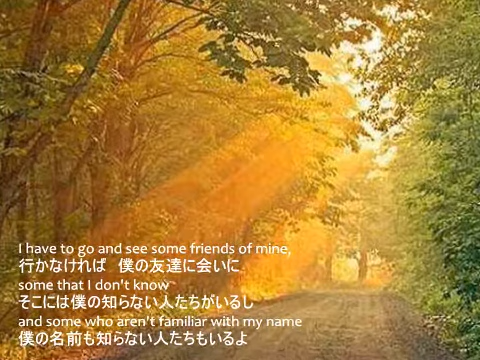 I have to go and see some friends of mine,
行かなければ　僕の友達に会いに
some that I don't know
そこには僕の知らない人たちがいるし
and some who aren't familiar with my name
僕の名前も知らない人たちもいるよ